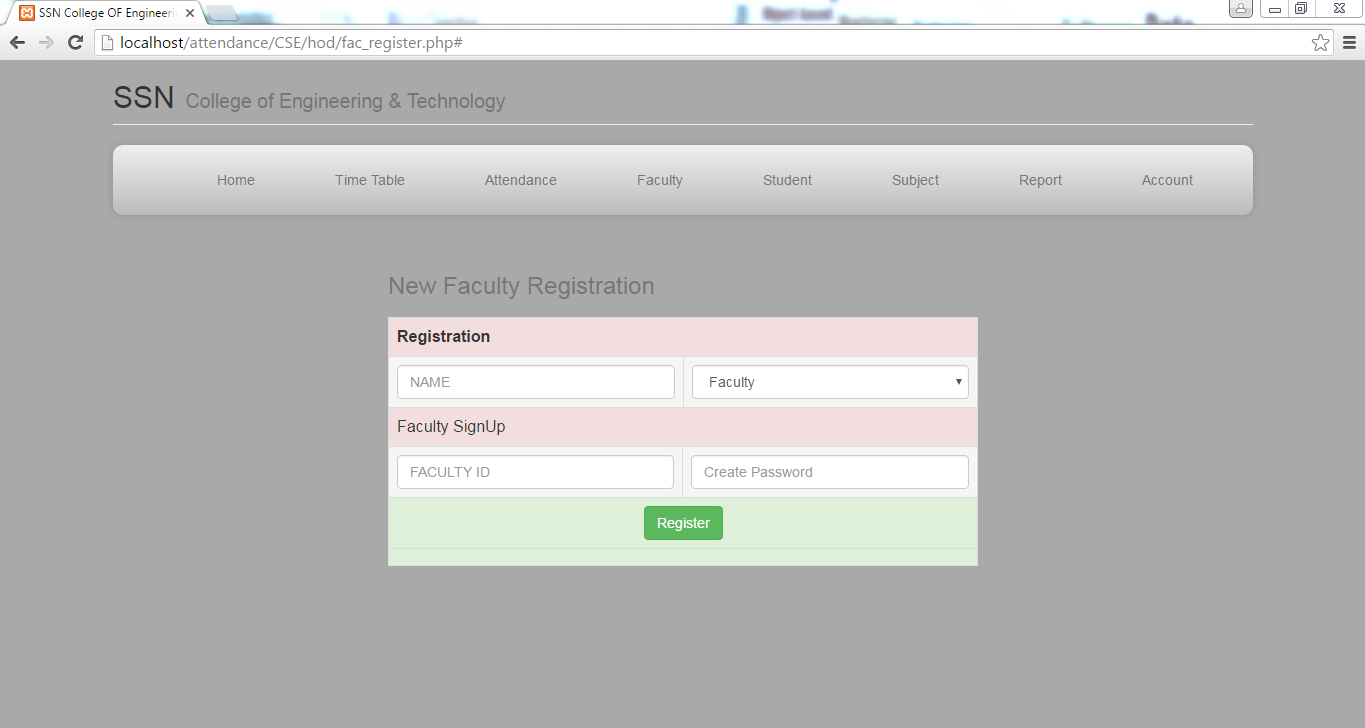 SSN College OF Engineeri
localhost/attendance/CSE/hod/fac_register.php#
SSN College of Engineering & Technology
Home Time Table Attendance Faculty Student Subject Report Account
New Faculty Registration
Registration
NAME Faculty
Faculty SignUp
FACULTY ID Create Password
Register